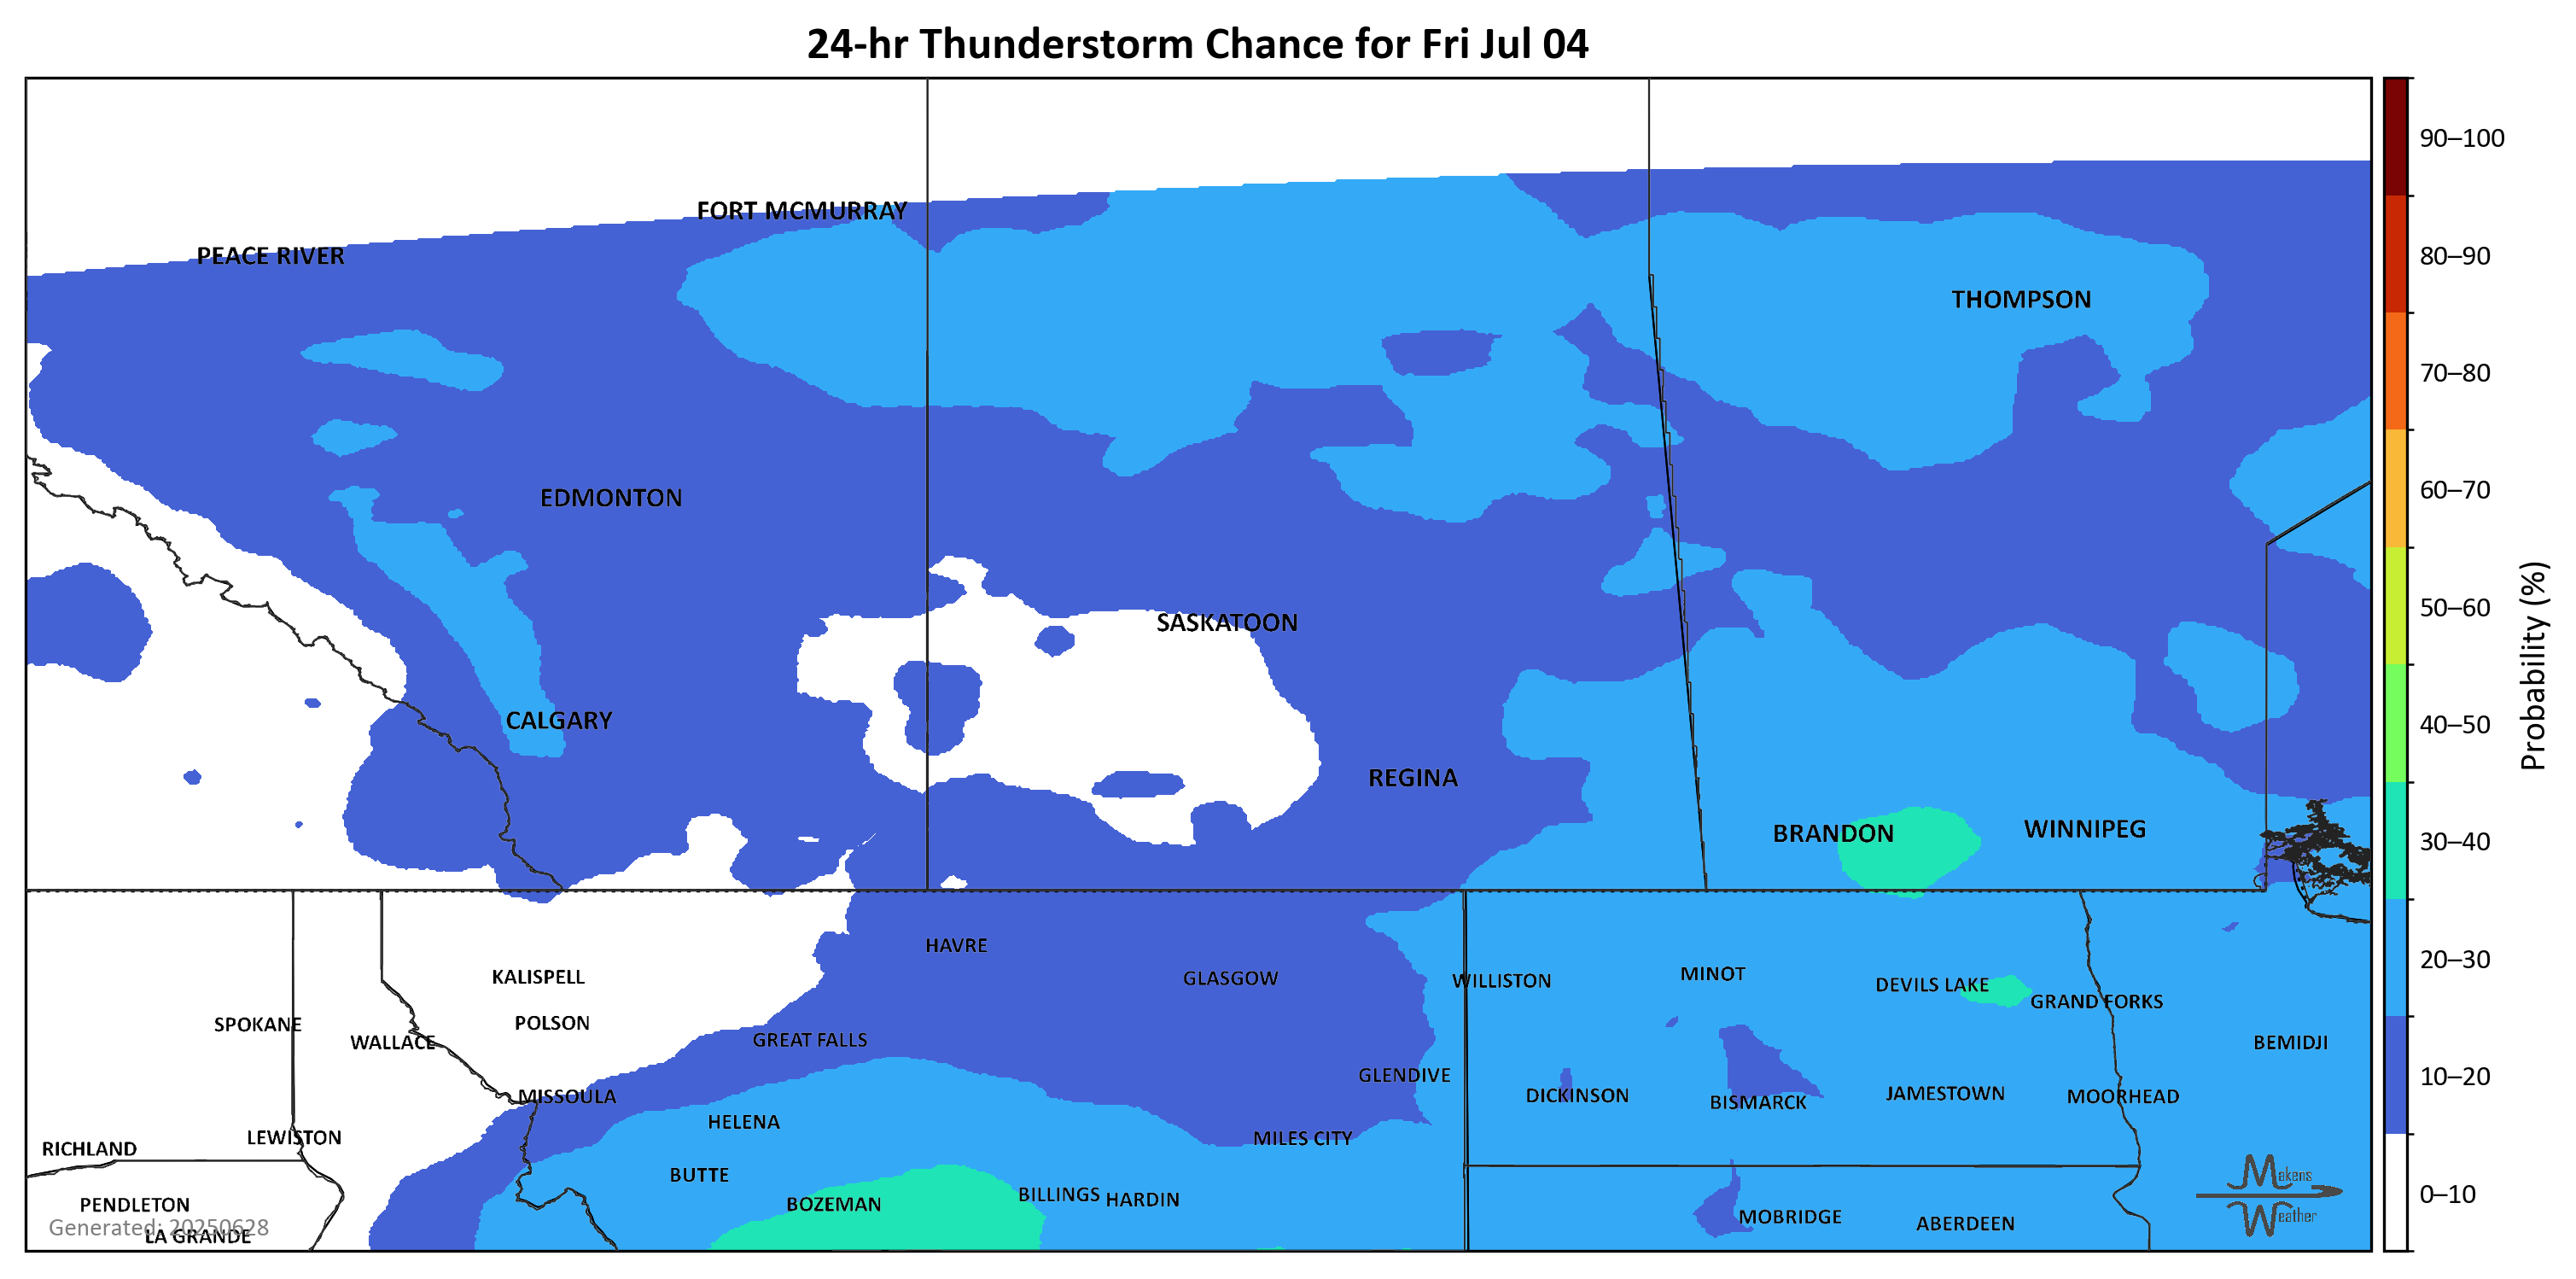 24-hr Thunderstorm Chance for Fri Jul 04
90–100
FORT MCMURRAY
PEACE RIVER
80–90
THOMPSON
70–80
60–70
EDMONTON
50–60
SASKATOON
Probability (%)
CALGARY
40–50
REGINA
BRANDON
WINNIPEG
30–40
HAVRE
20–30
KALISPELL
GLASGOW
WILLISTON
MINOT
DEVILS LAKE
GRAND FORKS
SPOKANE
POLSON
WALLACE
GREAT FALLS
BEMIDJI
GLENDIVE
10–20
MISSOULA
DICKINSON
BISMARCK
JAMESTOWN
MOORHEAD
HELENA
LEWISTON
MILES CITY
RICHLAND
BUTTE
Makens
Weather
0–10
PENDLETON
BOZEMAN
BILLINGS
HARDIN
MOBRIDGE
ABERDEEN
Generated: 20250628
LA GRANDE